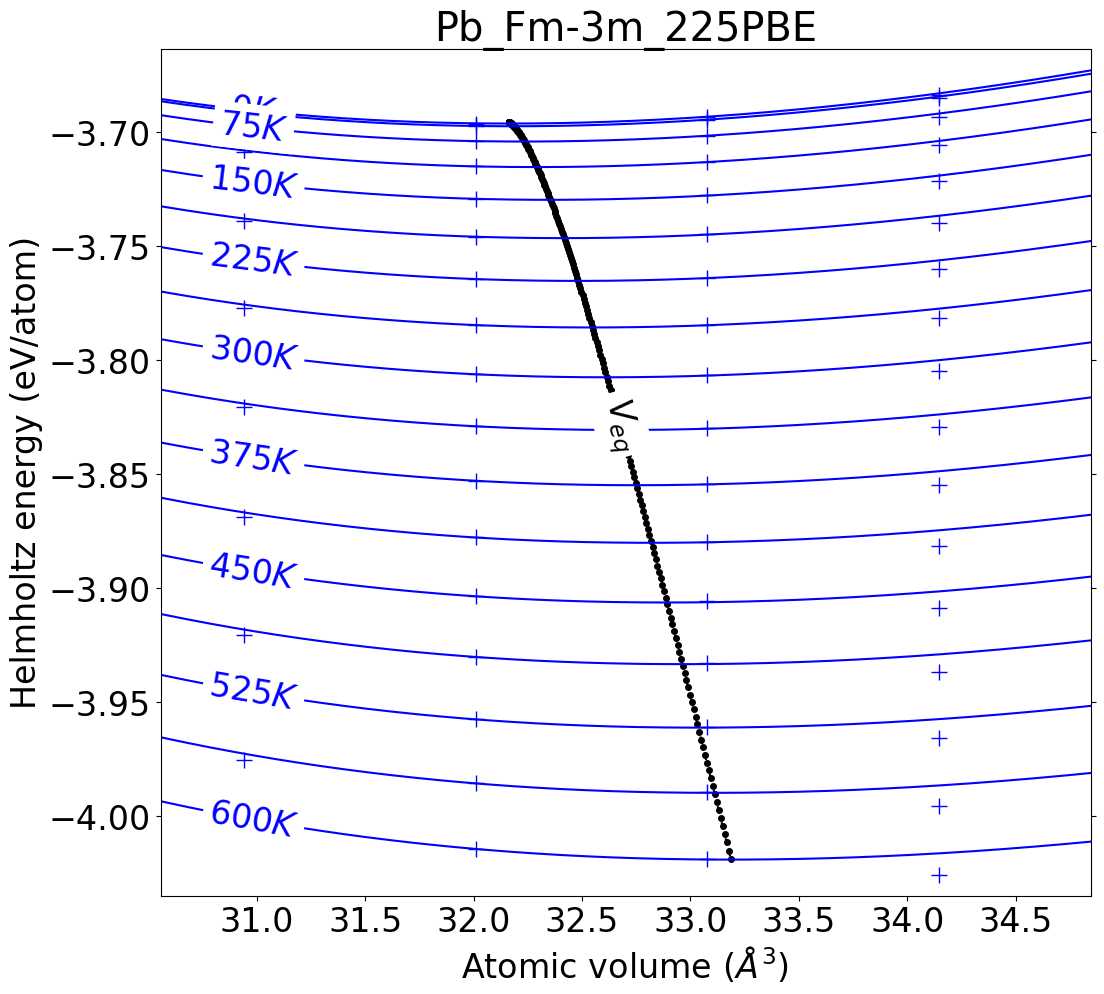 Pb_Fm-3m_225PBE
Helmholtz energy (eV/atom)
−3.70
−3.75
−3.80
−3.85
−3.90
−3.95
−4.00
0K
75K
150K
225K
300K
375K
450K
525K
600K
V_eq
31.0 31.5 32.0 32.5 33.0 33.5 34.0 34.5
Atomic volume (Å³)